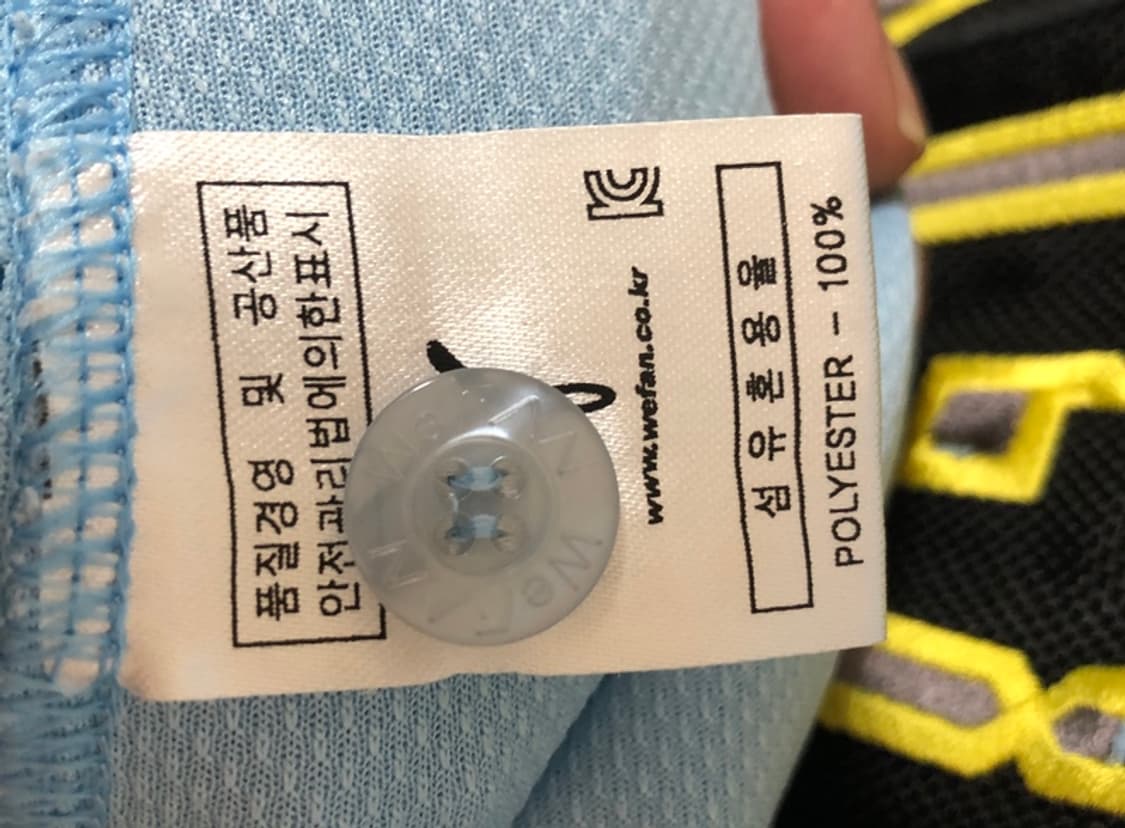 품질경영 및 공산품
안전관리법에의한표시
www.wefan.co.kr
섬유혼용율
POLYESTER - 100%